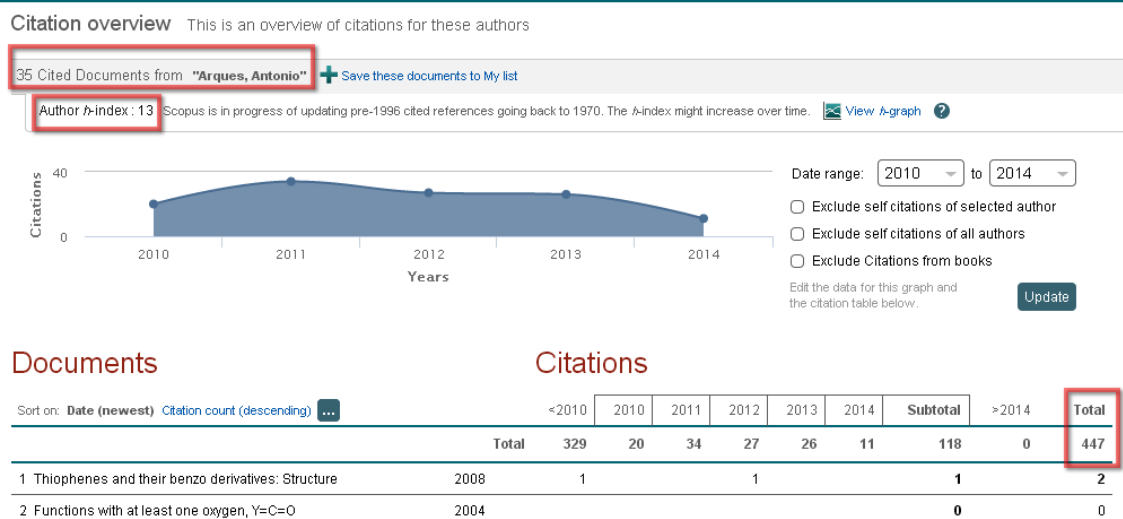 Citation overview This is an overview of citations for these authors
35 Cited Documents from "Arques, Antonio" Save these documents to My list
Author h-index : 13 Scopus is in progress of updating pre-1996 cited references going back to 1970. The h-index might increase over time. View h-graph ?
40
Citations
0
2010 2011 2012 2013 2014
Years
Date range: 2010 to 2014
Exclude self citations of selected author
Exclude self citations of all authors
Exclude Citations from books
Edit the data for this graph and
the citation table below.
Update
Documents Citations
Sort on: Date (newest) Citation count (descending) ...
<2010 2010 2011 2012 2013 2014 Subtotal >2014 Total
Total 329 20 34 27 26 11 118 0 447
1 Thiophenes and their benzo derivatives: Structure 2008 1 1 1 2
2 Functions with at least one oxygen, Y=C=O 2004 0 0